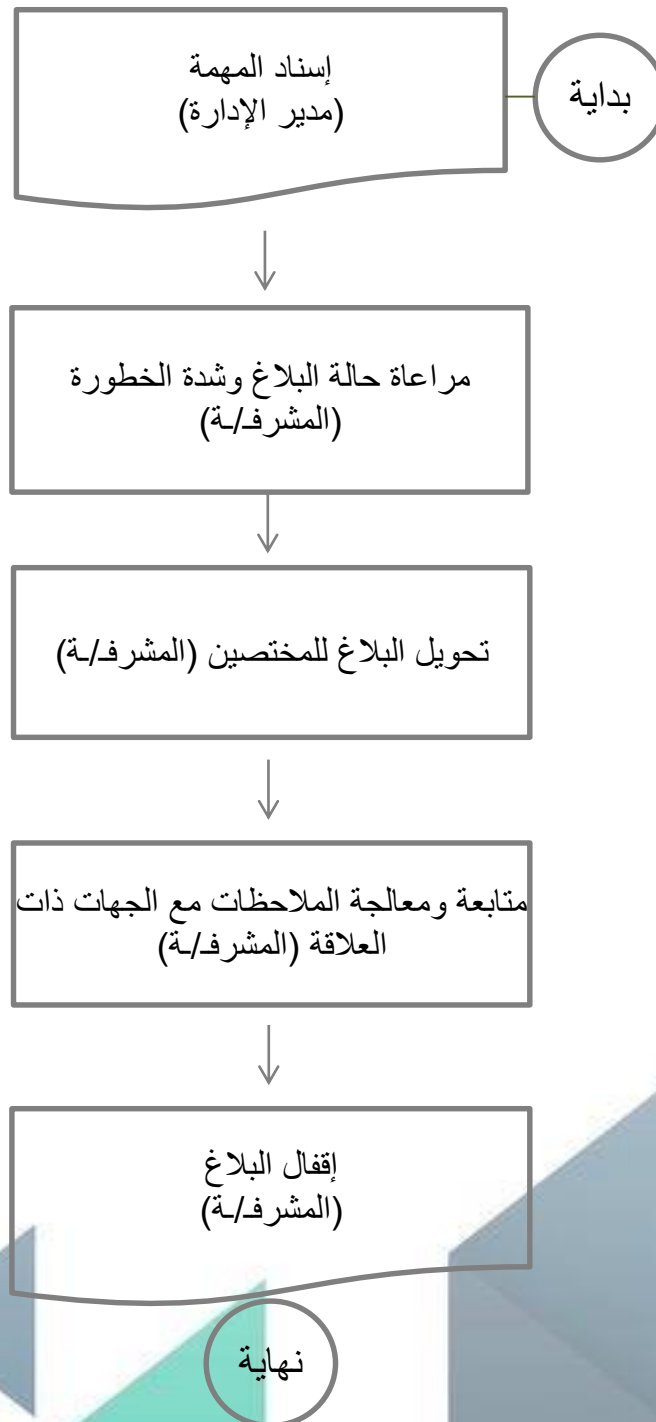 بداية
إسناد المهمة
(مدير الإدارة)
مراعاة حالة البلاغ وشدة الخطورة
(المشرفـ/ـة)
تحويل البلاغ للمختصين (المشرفـ/ـة)
متابعة ومعالجة الملاحظات مع الجهات ذات
العلاقة (المشرفـ/ـة)
إقفال البلاغ
(المشرفـ/ـة)
نهاية